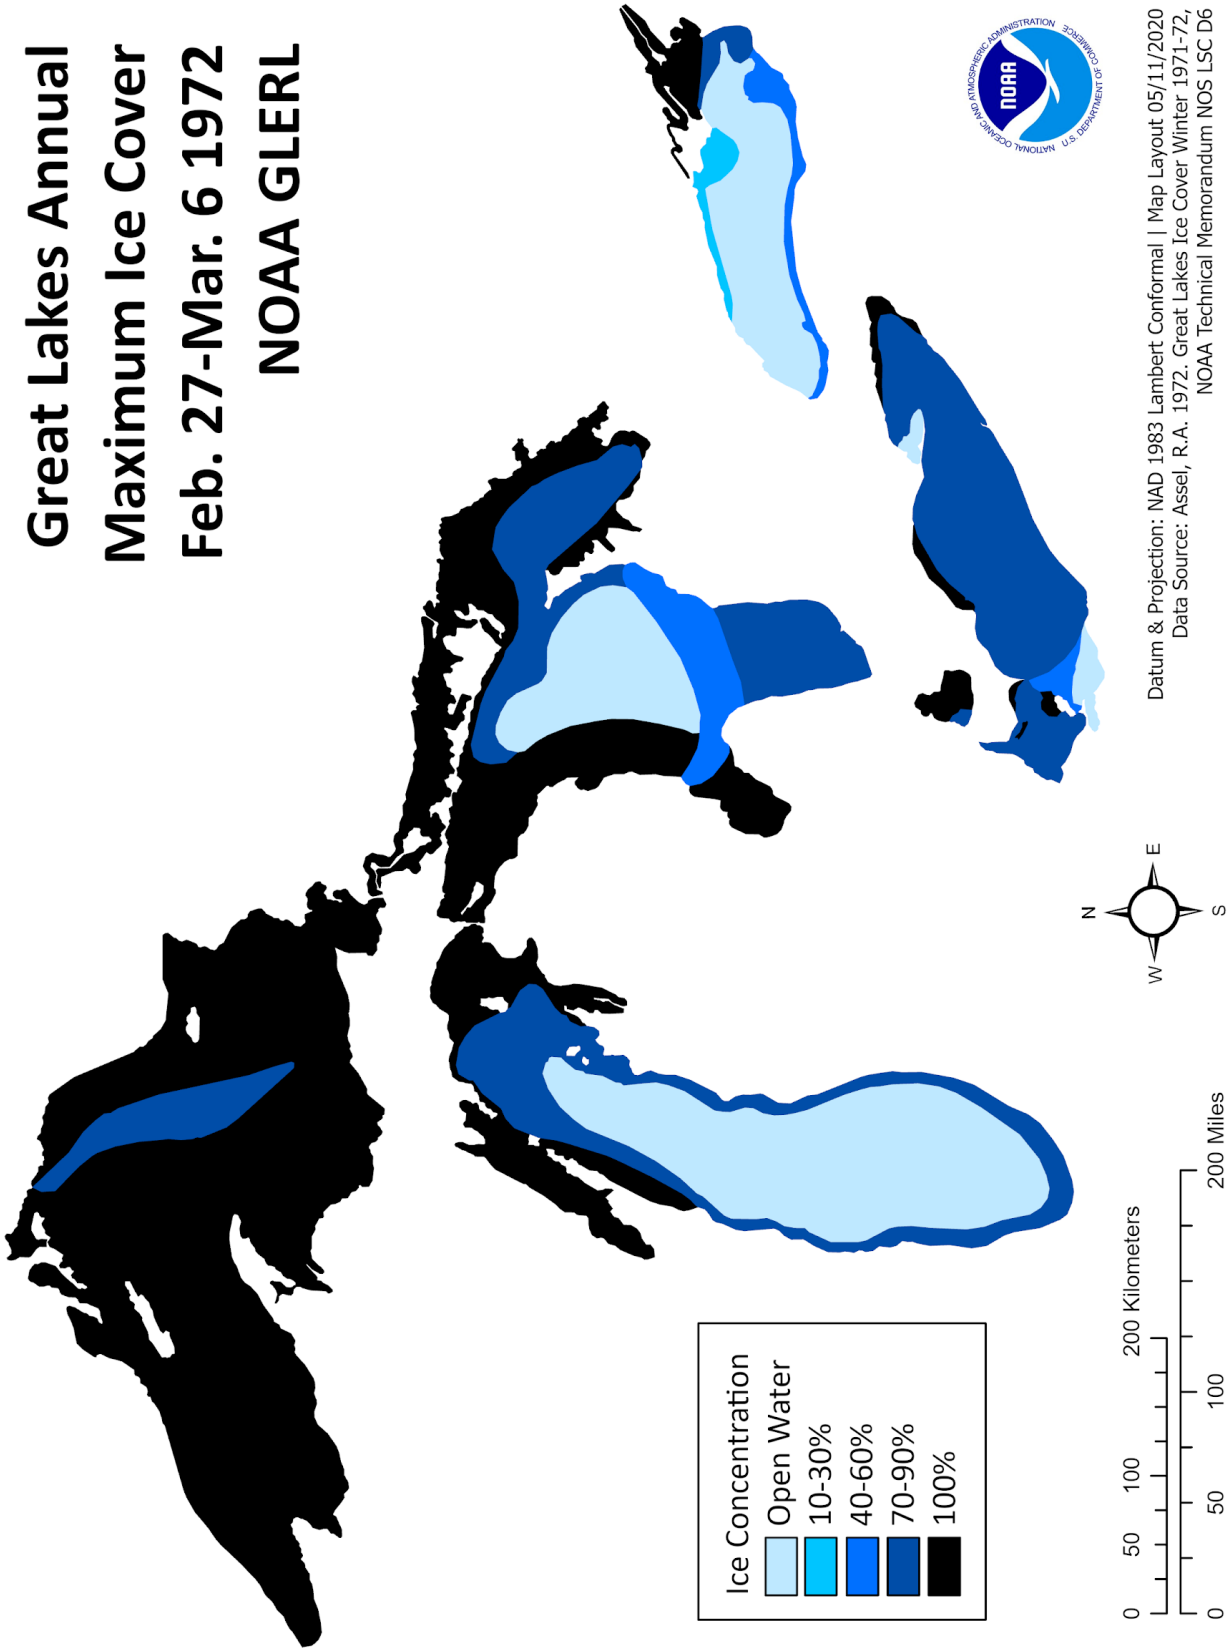 Great Lakes Annual
Maximum Ice Cover
Feb. 27-Mar. 6 1972
NOAA GLERL
NATIONAL OCEANIC AND ATMOSPHERIC ADMINISTRATION
U.S. DEPARTMENT OF COMMERCE
NOAA
Ice Concentration
Open Water
10-30%
40-60%
70-90%
100%
N
W
E
S
0 50 100 200 Kilometers
0 50 100 200 Miles
Datum & Projection: NAD 1983 Lambert Conformal | Map Layout 05/11/2020
Data Source: Assel, R.A. 1972. Great Lakes Ice Cover Winter 1971-72,
NOAA Technical Memorandum NOS LSC D6